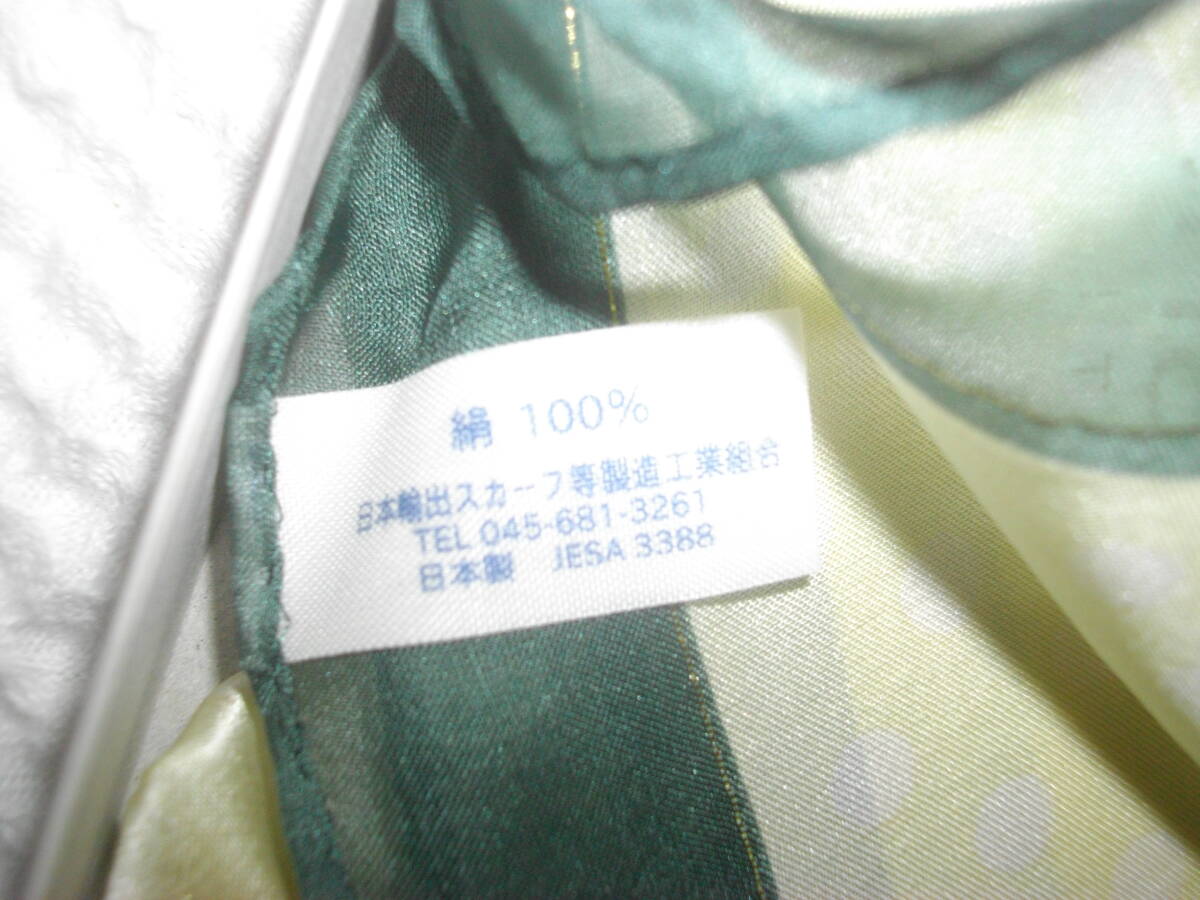 絹 100%
日本輸出スカーフ等製造工業組合
TEL 045-681-3261
日本製 JESA 3388